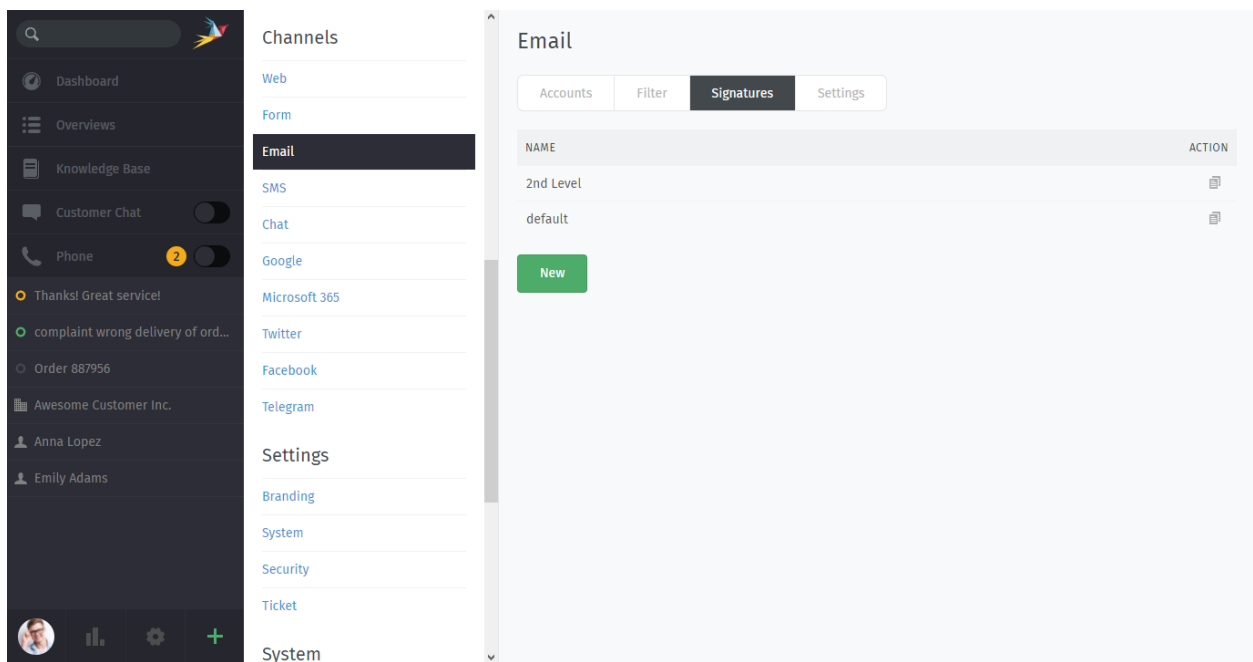 Dashboard
Overviews
Knowledge Base
Customer Chat
Phone 2
Thanks! Great service!
complaint wrong delivery of ord...
Order 887956
Awesome Customer Inc.
Anna Lopez
Emily Adams
Channels
Web
Form
Email
SMS
Chat
Google
Microsoft 365
Twitter
Facebook
Telegram
Settings
Branding
System
Security
Ticket
System
Email
Accounts Filter Signatures Settings
NAME ACTION
2nd Level
default
New